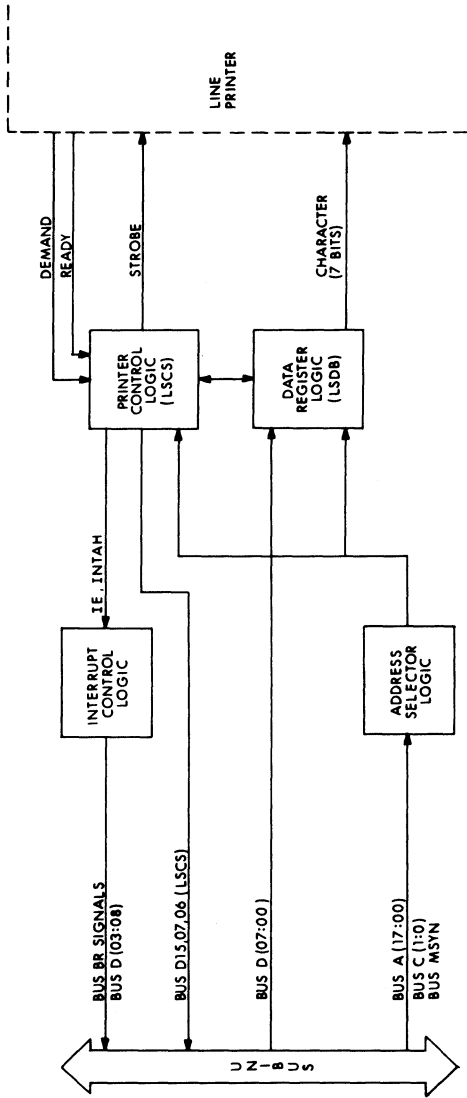 DEMAND
READY
STROBE
LINE
PRINTER
CHARACTER
(7 BITS)
PRINTER
CONTROL
LOGIC
(LSCS)
DATA
REGISTER
LOGIC
(LSDB)
IE, INTAH
INTERRUPT
CONTROL
LOGIC
ADDRESS
SELECTOR
LOGIC
BUS BR SIGNALS
BUS D (03:08)
BUS D15,07,06 (LSCS)
BUS D (07:00)
BUS A (17:00)
BUS C (1:0)
BUS MSYN
UNIBUS